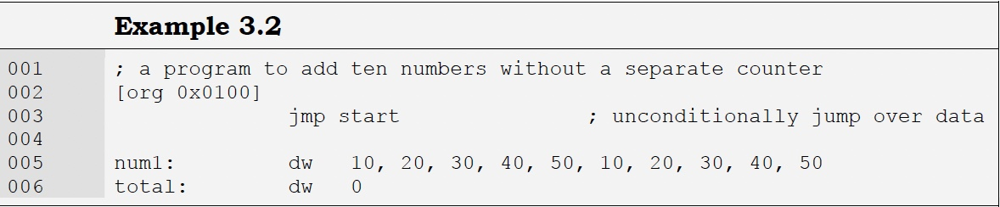 Example 3.2
001 ; a program to add ten numbers without a separate counter
002 [org 0x0100]
003 jmp start ; unconditionally jump over data
004
005 num1: dw 10, 20, 30, 40, 50, 10, 20, 30, 40, 50
006 total: dw 0